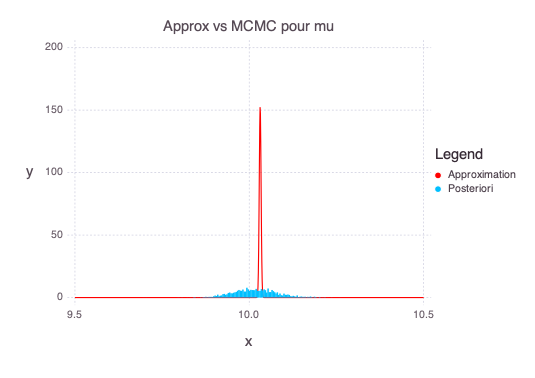 Approx vs MCMC pour mu
200
150
y
100
50
0
9.5
10.0
10.5
x
Legend
Approximation
Posteriori